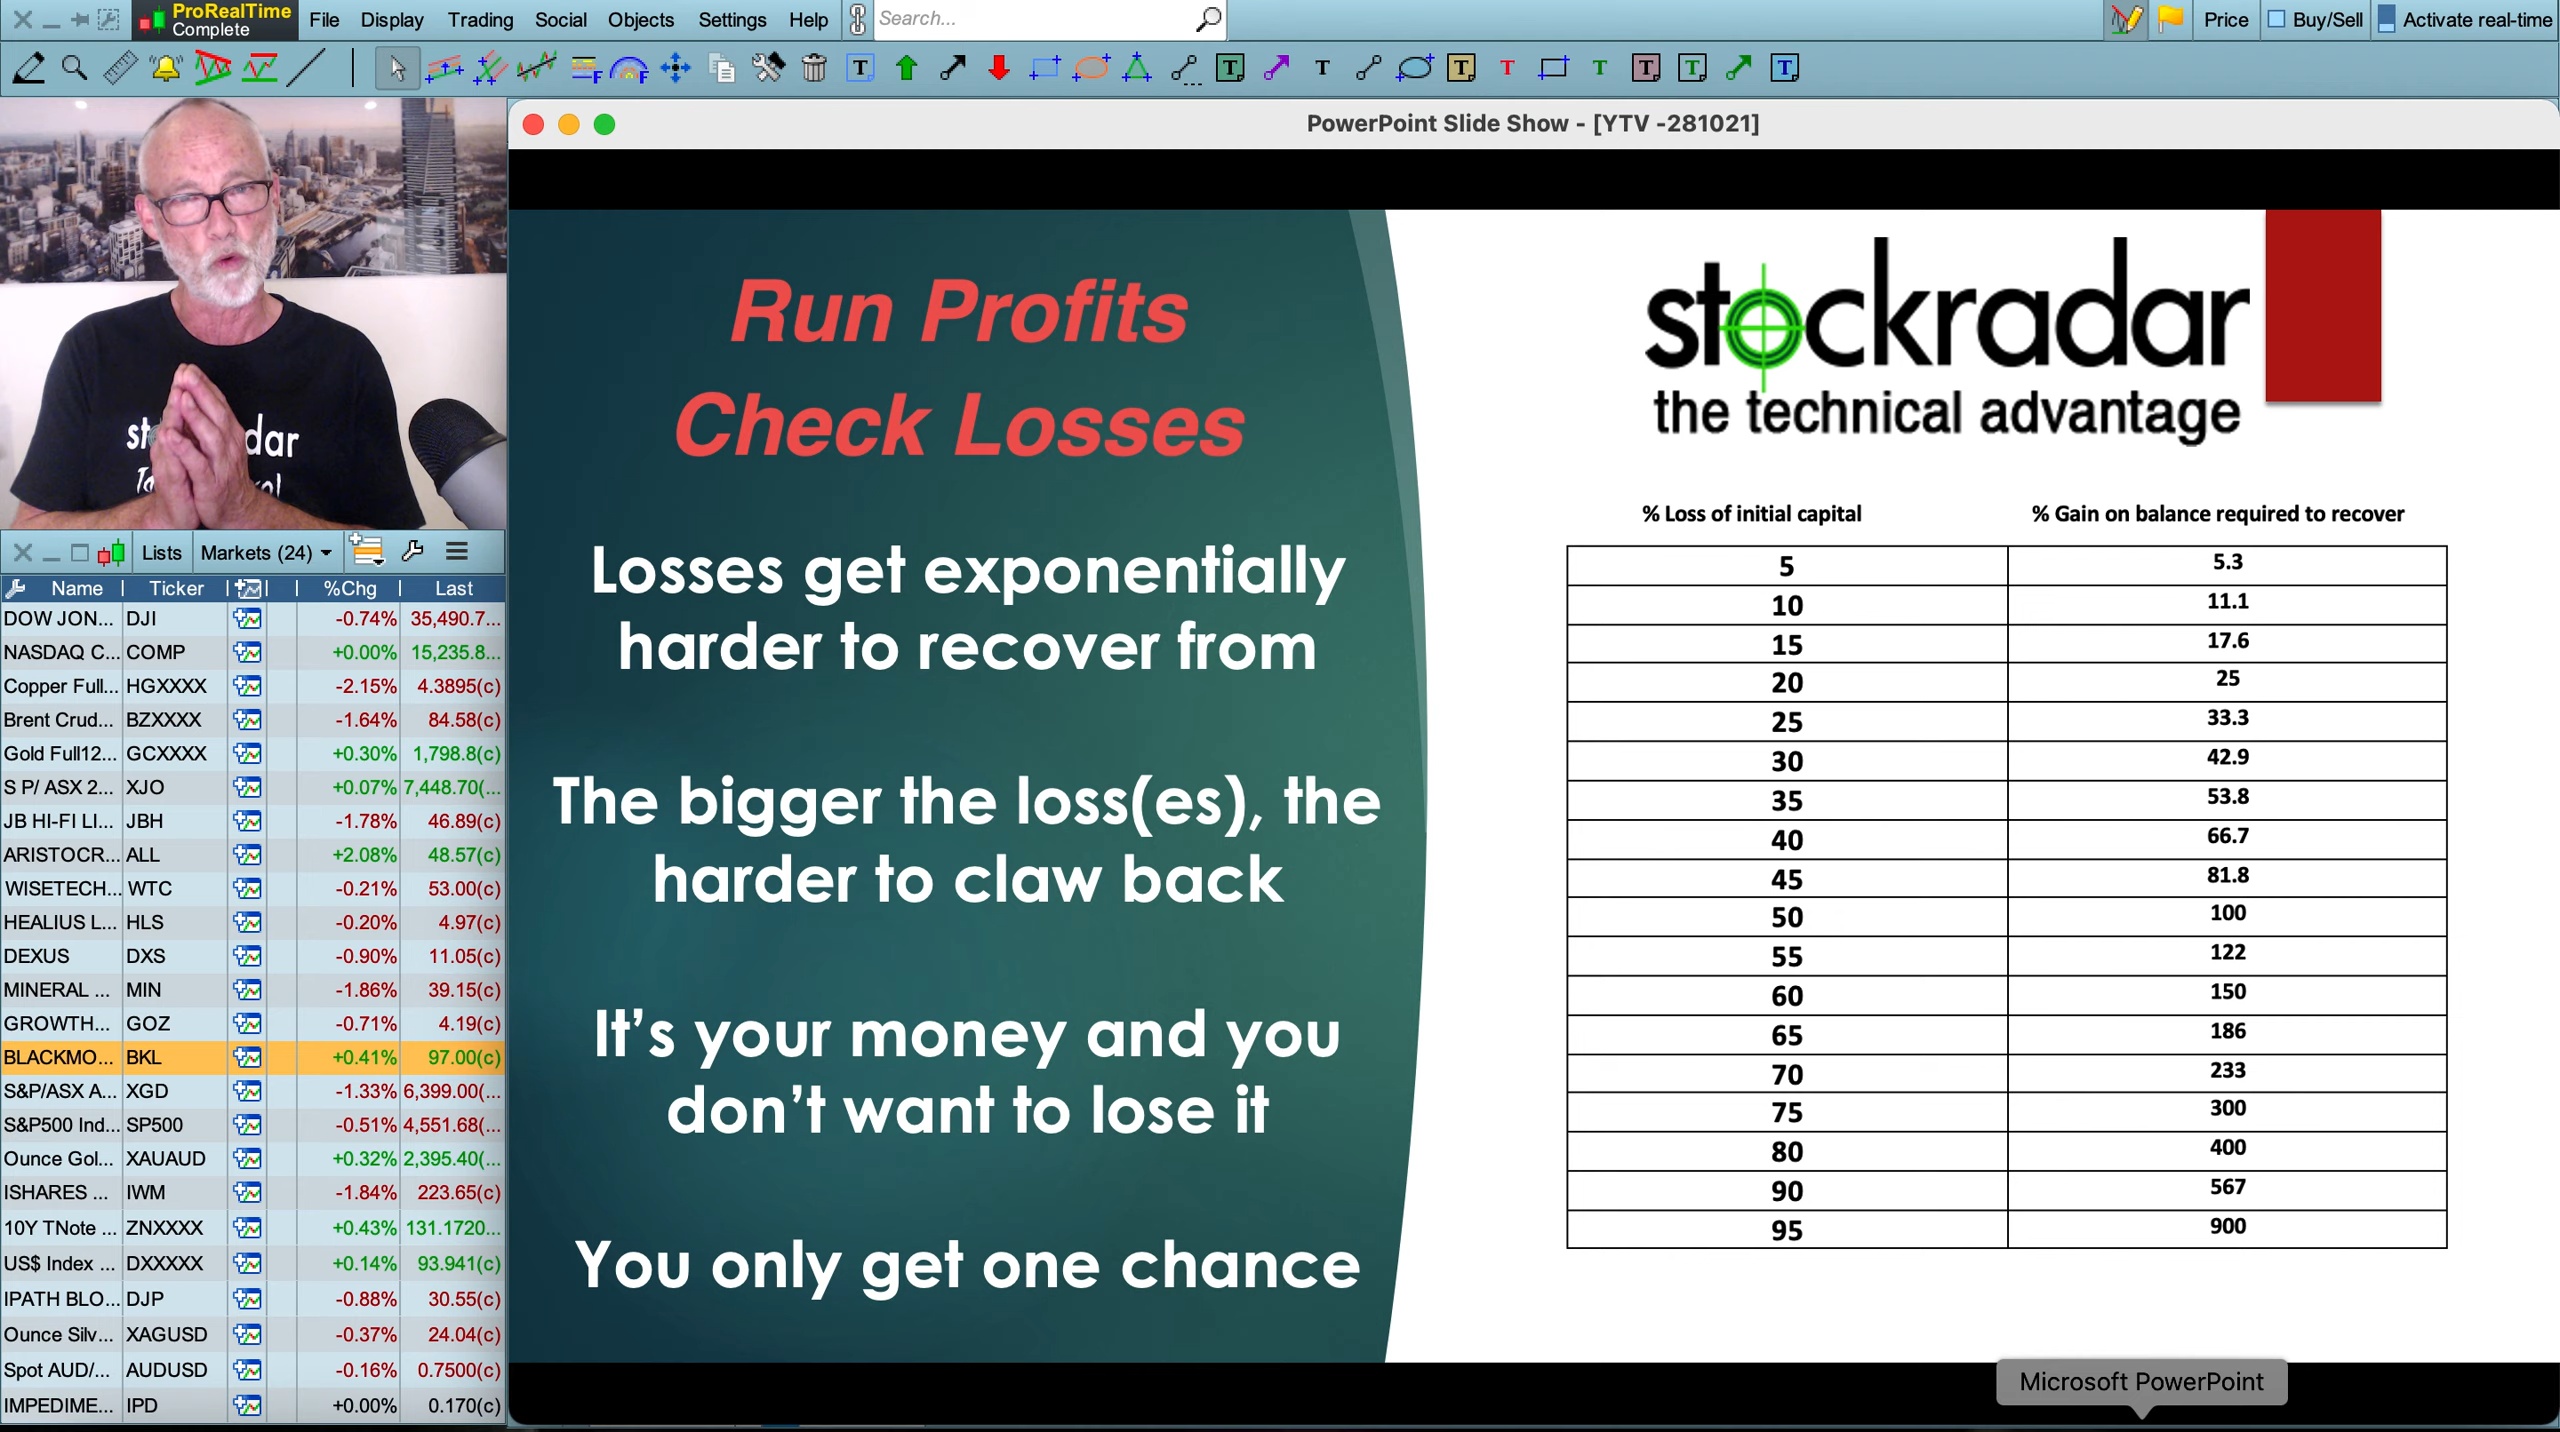 ProRealTime
Complete
File Display Trading Social Objects Settings Help Search... Price Buy/Sell Activate real-time
PowerPoint Slide Show - [YTV -281021]
Run Profits
Check Losses
Losses get exponentially
harder to recover from
The bigger the loss(es), the
harder to claw back
It's your money and you
don't want to lose it
You only get one chance
stockradar
the technical advantage
% Loss of initial capital % Gain on balance required to recover
5 5.3
10 11.1
15 17.6
20 25
25 33.3
30 42.9
35 53.8
40 66.7
45 81.8
50 100
55 122
60 150
65 186
70 233
75 300
80 400
90 567
95 900
Microsoft PowerPoint
st dar
Lists Markets (24)
Name Ticker %Chg Last
DOW JON... DJI -0.74% 35,490.7...
NASDAQ C... COMP +0.00% 15,235.8...
Copper Full... HGXXXX -2.15% 4.3895(c)
Brent Crud... BZXXXX -1.64% 84.58(c)
Gold Full12... GCXXXX +0.30% 1,798.8(c)
S P/ ASX 2... XJO +0.07% 7,448.70(...
JB HI-FI LI... JBH -1.78% 46.89(c)
ARISTOCR... ALL +2.08% 48.57(c)
WISETECH... WTC -0.21% 53.00(c)
HEALIUS L... HLS -0.20% 4.97(c)
DEXUS DXS -0.90% 11.05(c)
MINERAL ... MIN -1.86% 39.15(c)
GROWTH... GOZ -0.71% 4.19(c)
BLACKMO... BKL +0.41% 97.00(c)
S&P/ASX A... XGD -1.33% 6,399.00(...
S&P500 Ind... SP500 -0.51% 4,551.68(...
Ounce Gol... XAUAUD +0.32% 2,395.40(...
ISHARES ... IWM -1.84% 223.65(c)
10Y TNote ... ZNXXXX +0.43% 131.1720...
US$ Index ... DXXXXX +0.14% 93.941(c)
IPATH BLO... DJP -0.88% 30.55(c)
Ounce Silv... XAGUSD -0.37% 24.04(c)
Spot AUD/... AUDUSD -0.16% 0.7500(c)
IMPEDIME... IPD +0.00% 0.170(c)